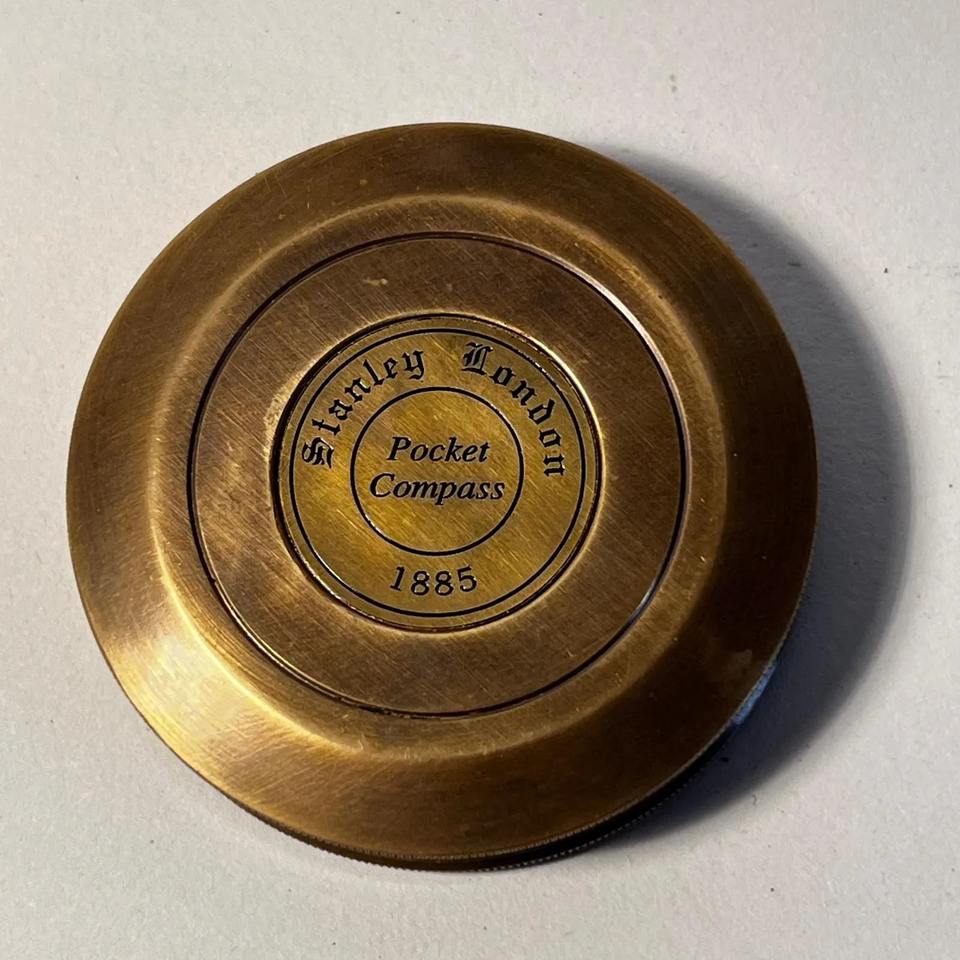 Stanley London
Pocket
Compass
1885